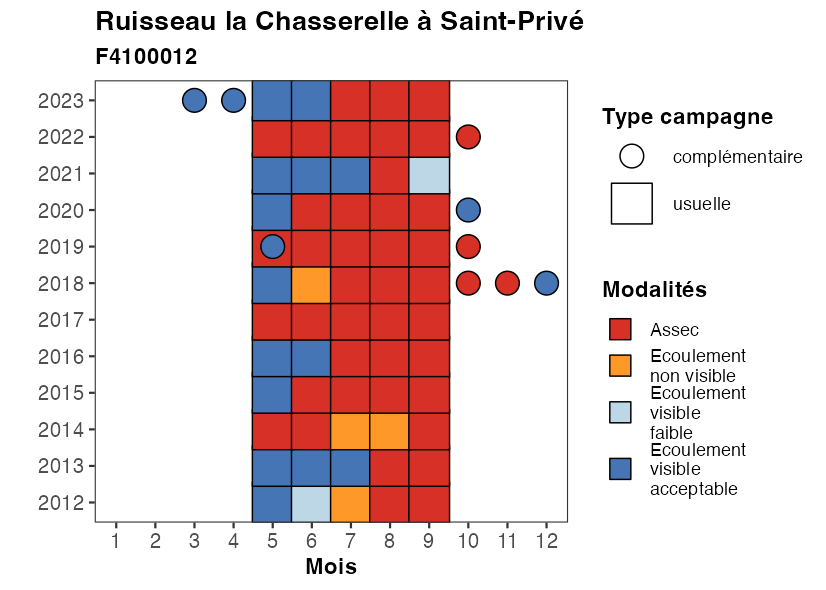 Ruisseau la Chasserelle à Saint-Privé
F4100012
2023
2022
2021
2020
2019
2018
2017
2016
2015
2014
2013
2012
1 2 3 4 5 6 7 8 9 10 11 12
Mois
Type campagne
complémentaire
usuelle
Modalités
Assec
Ecoulement
non visible
Ecoulement
visible
faible
Ecoulement
visible
acceptable